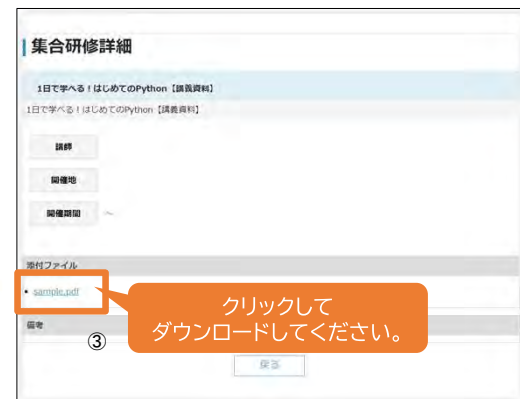 集合研修詳細
1日で学べる！はじめてのPython【講義資料】
1日で学べる！はじめてのPython【講義資料】
講師
開催地
開催期間 ～
添付ファイル
• sample.pdf
クリックして
ダウンロードしてください。
備考
③
戻る